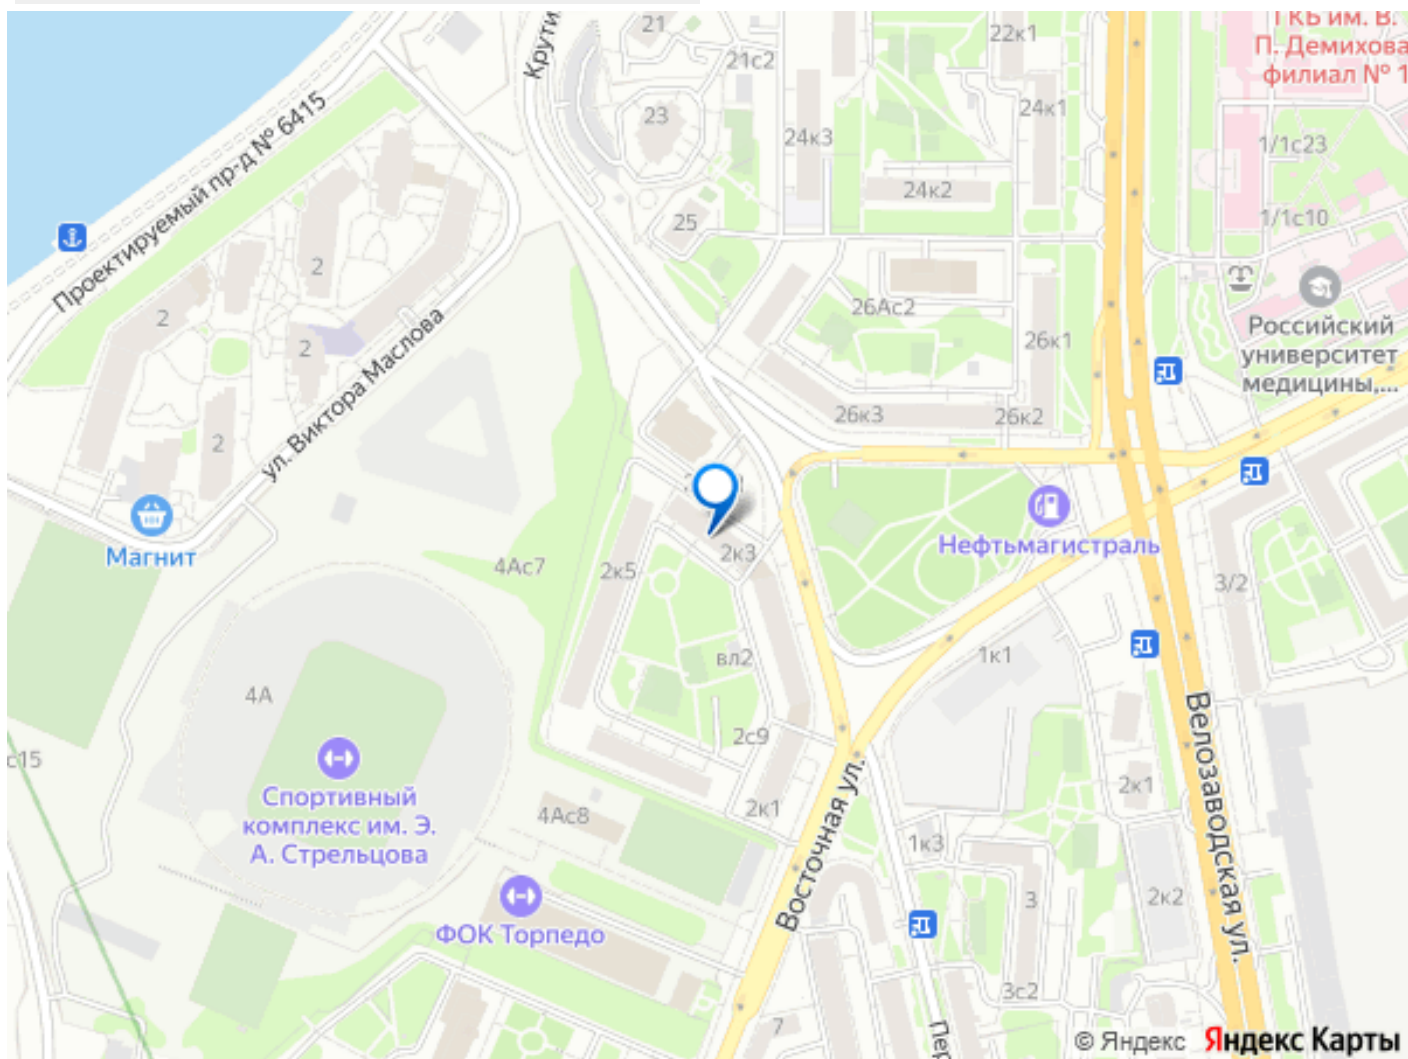 ГКБ им. В.
П. Демихова
филиал № 1
Крути
21
21с2
22к1
23
24к1
24к3
1/1с23
24к2
25
1/1с10
Проектируемый пр-д № 6415
2
2
2
2
26Ас2
26к1
Российский
университет
медицины,...
ул. Виктора Маслова
26к3
26к2
Магнит
Нефтьмагистраль
2к3
4Ас7
2к5
3/2
вл2
1к1
4А
2с9
с15
Спортивный
комплекс им. Э.
А. Стрельцова
2к1
4Ас8
Восточная ул.
Велозаводская ул.
2к1
1к3
2к2
3
ФОК Торпедо
3с2
7
Пер
© Яндекс Яндекс Карты